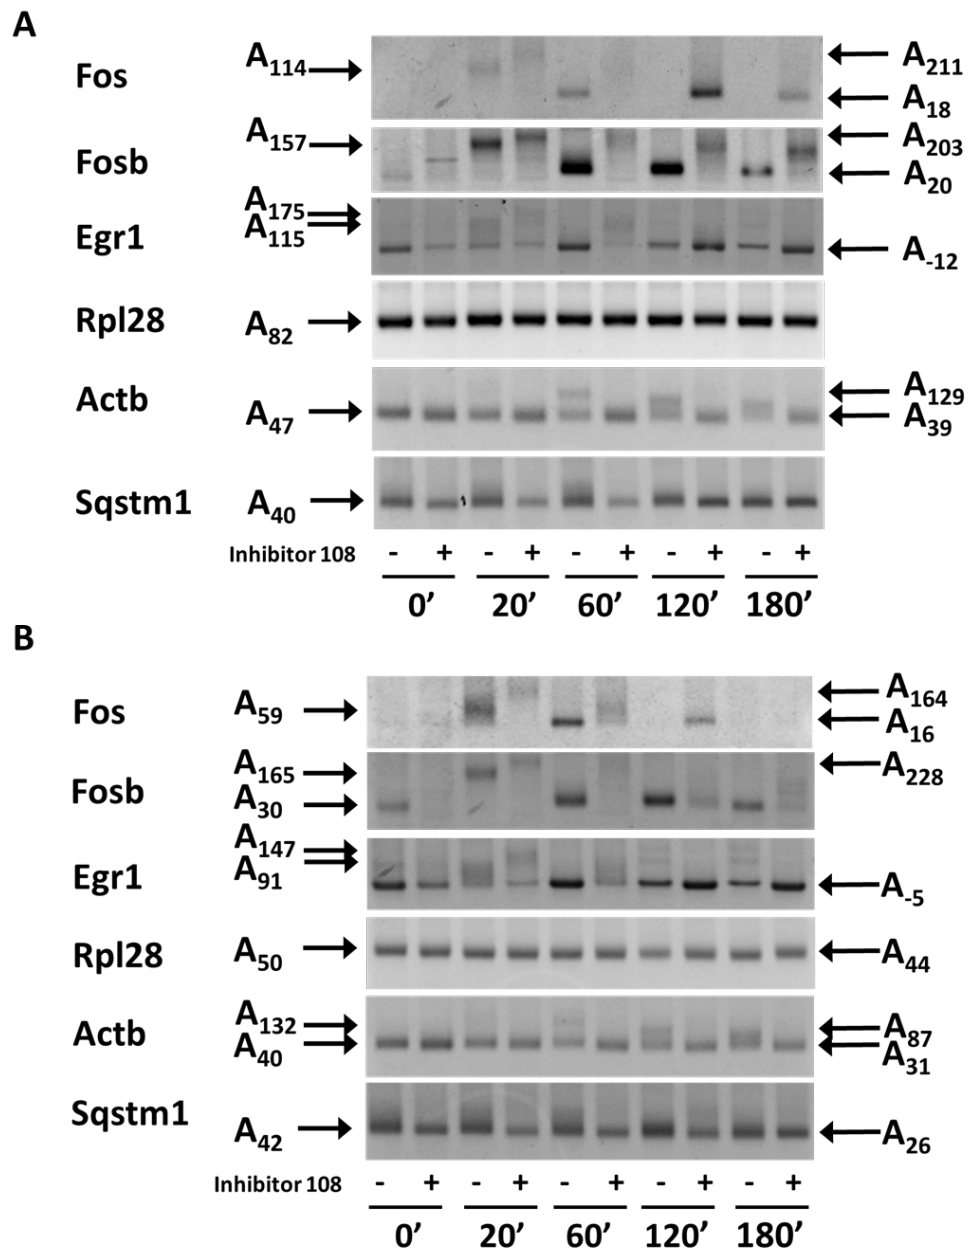 A
Fos A114 A211
A18
Fosb A157 A203
A20
Egr1 A175
A115 A-12
Rpl28 A82
Actb A47 A129
A39
Sqstm1 A40
Inhibitor 108 - + - + - + - + - +
0’ 20’ 60’ 120’ 180’
B
Fos A59 A164
A16
Fosb A165 A228
A30
Egr1 A147
A91 A-5
Rpl28 A50 A44
Actb A132 A87
A40 A31
Sqstm1 A42 A26
Inhibitor 108 - + - + - + - + - +
0’ 20’ 60’ 120’ 180’